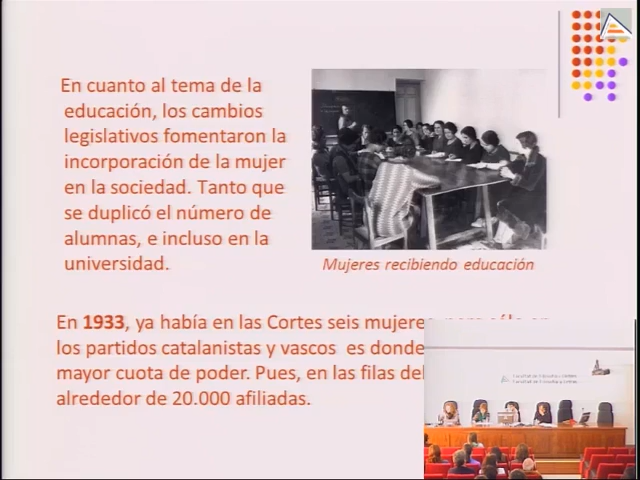 En cuanto al tema de la
educación, los cambios
legislativos fomentaron la
incorporación de la mujer
en la sociedad. Tanto que
se duplicó el número de
alumnas, e incluso en la
universidad.
Mujeres recibiendo educación
En 1933, ya había en las Cortes seis mujeres, pero sólo en
los partidos catalanistas y vascos es donde
mayor cuota de poder. Pues, en las filas del
alrededor de 20.000 afiliadas.